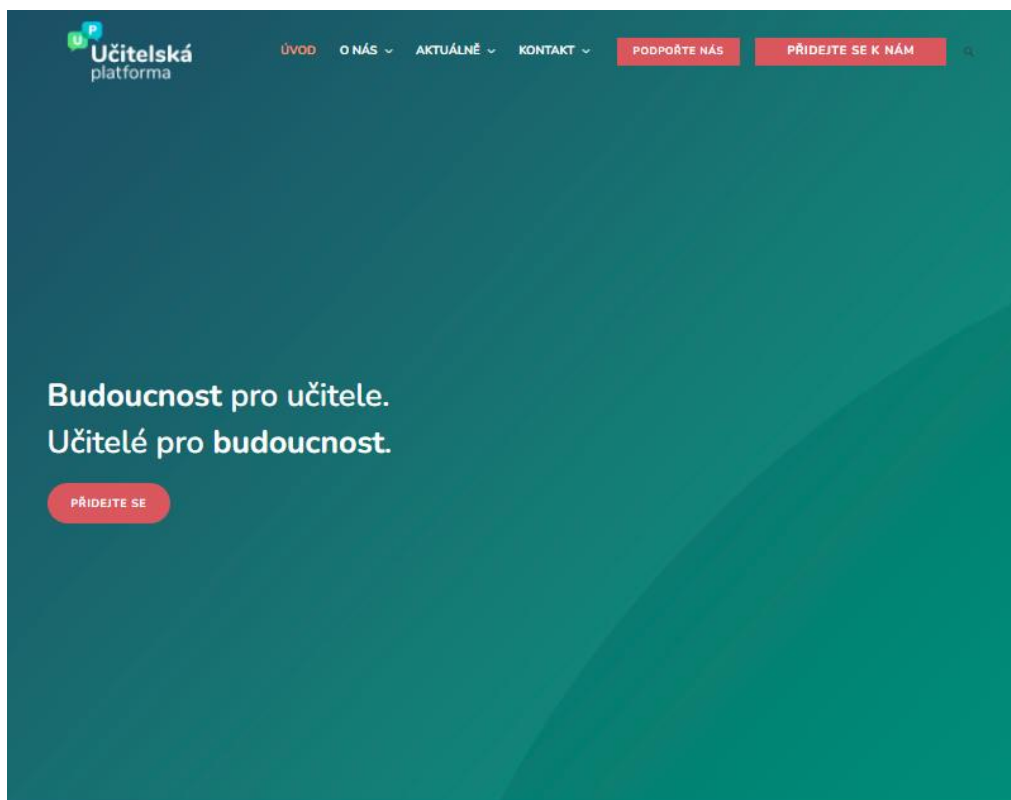 UP
Učitelská
platforma
ÚVOD O NÁS AKTUÁLNĚ KONTAKT PODPOŘTE NÁS PŘIDEJTE SE K NÁM
Budoucnost pro učitele.
Učitelé pro budoucnost.
PŘIDEJTE SE